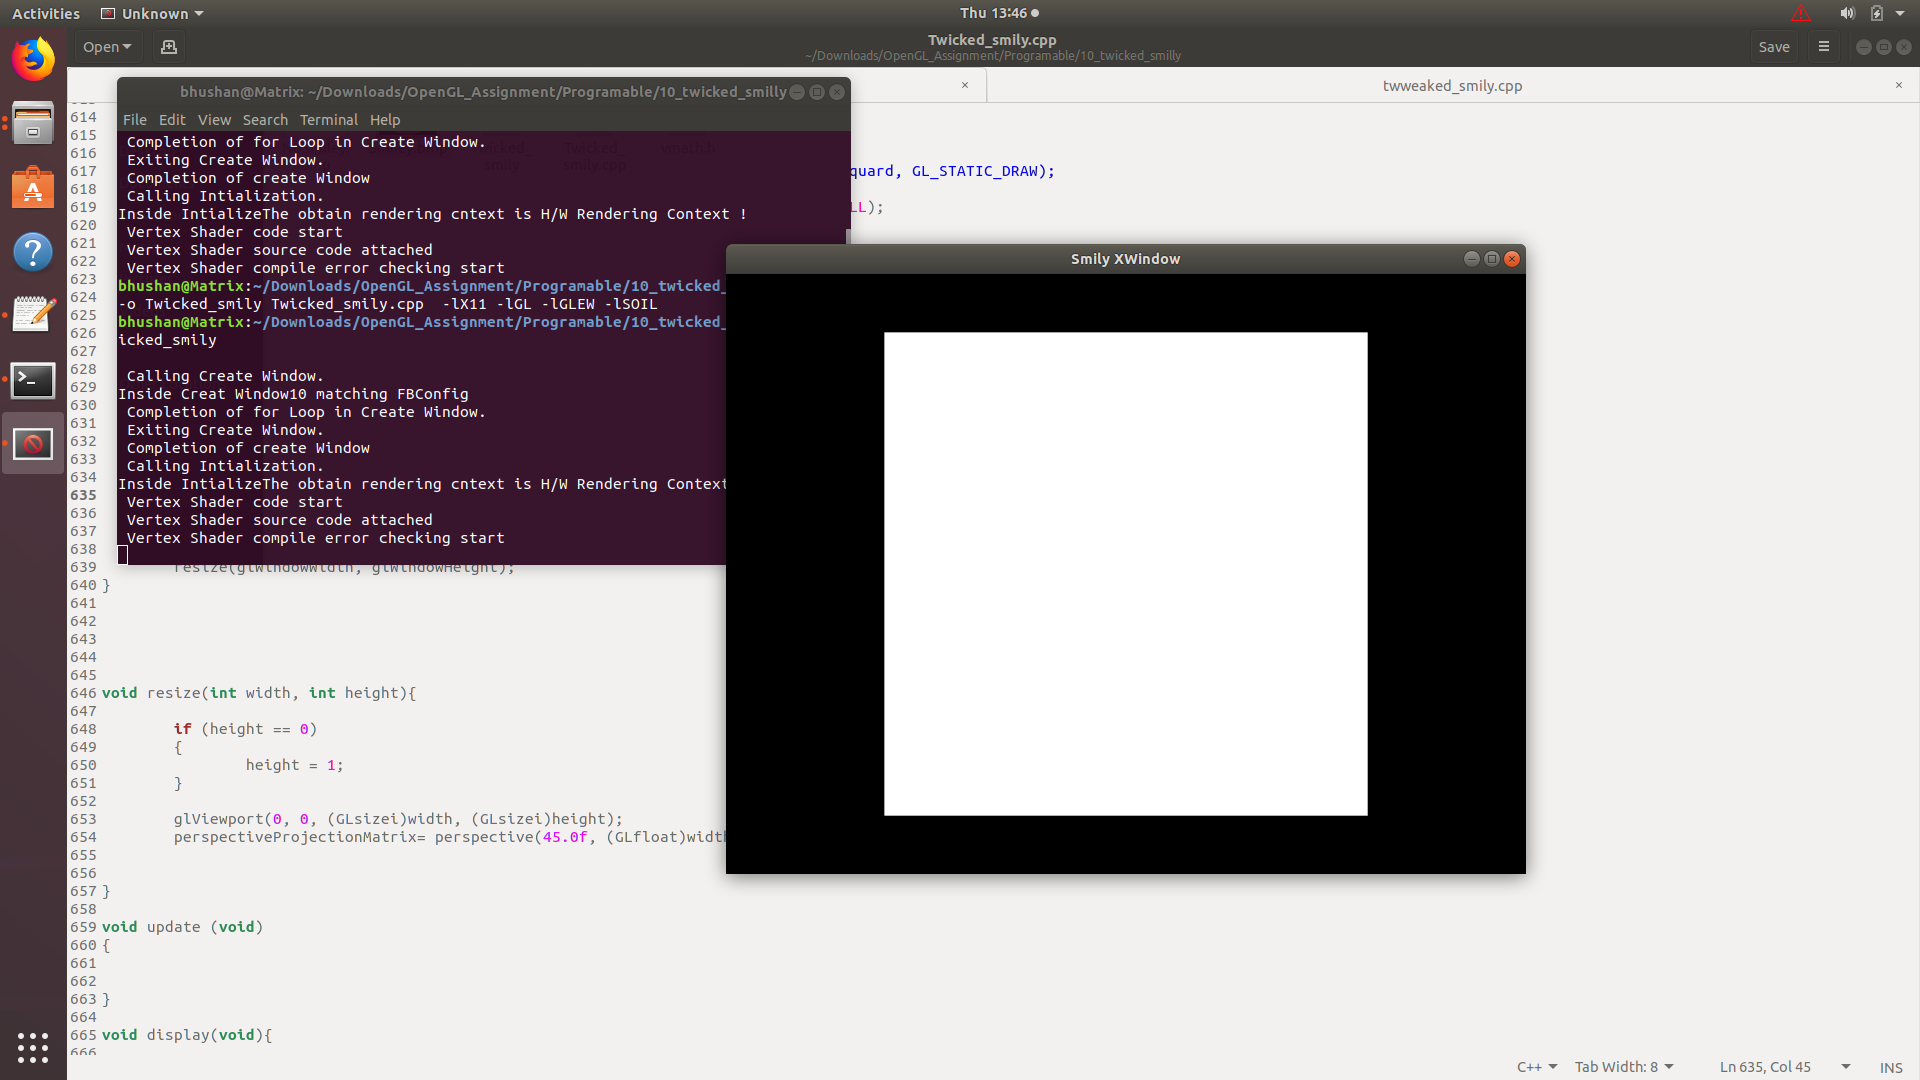 Activities
Unknown
Thu 13:46
Open
Twicked_smily.cpp
~/Downloads/OpenGL_Assignment/Programable/10_twicked_smilly
Save
twweaked_smily.cpp
bhushan@Matrix: ~/Downloads/OpenGL_Assignment/Programable/10_twicked_smilly
File Edit View Search Terminal Help
Completion of for Loop in Create Window.
Exiting Create Window.
Completion of create Window
Calling Intialization.
Inside IntializeThe obtain rendering cntext is H/W Rendering Context !
Vertex Shader code start
Vertex Shader source code attached
Vertex Shader compile error checking start
bhushan@Matrix:~/Downloads/OpenGL_Assignment/Programable/10_twicked_
-o Twicked_smily Twicked_smily.cpp  -lX11 -lGL -lGLEW -lSOIL
bhushan@Matrix:~/Downloads/OpenGL_Assignment/Programable/10_twicked_
icked_smily
Calling Create Window.
Inside Creat Window10 matching FBConfig
Completion of for Loop in Create Window.
Exiting Create Window.
Completion of create Window
Calling Intialization.
Inside IntializeThe obtain rendering cntext is H/W Rendering Context
Vertex Shader code start
Vertex Shader source code attached
Vertex Shader compile error checking start
Smily XWindow
614
615
616
617 quard, GL_STATIC_DRAW);
618
619 LL);
620
621
622
623
624
625
626
627
628
629
630
631
632
633
634
635
636
637
638
639 resize(giWindowWidth, giWindowHeight);
640 }
641
642
643
644
645
646 void resize(int width, int height){
647
648 if (height == 0)
649 {
650 height = 1;
651 }
652
653 glViewport(0, 0, (GLsizei)width, (GLsizei)height);
654 perspectiveProjectionMatrix= perspective(45.0f, (GLfloat)widt
655
656
657 }
658
659 void update (void)
660 {
661
662
663 }
664
665 void display(void){
666
C++ Tab Width: 8 Ln 635, Col 45 INS